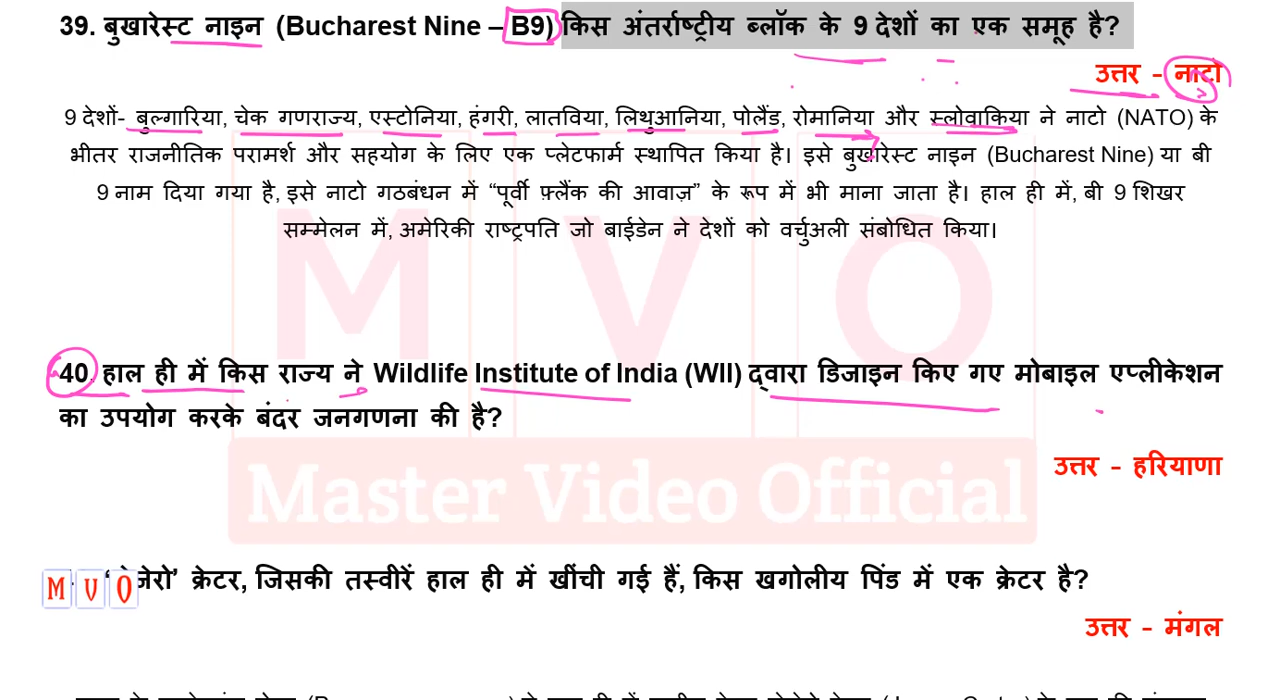 39. बुखारेस्ट नाइन (Bucharest Nine – B9) किस अंतर्राष्ट्रीय ब्लॉक के 9 देशों का एक समूह है?
उत्तर - नाटो
9 देशों- बुल्गारिया, चेक गणराज्य, एस्टोनिया, हंगरी, लातविया, लिथुआनिया, पोलैंड, रोमानिया और स्लोवाकिया ने नाटो (NATO) के
भीतर राजनीतिक परामर्श और सहयोग के लिए एक प्लेटफार्म स्थापित किया है। इसे बुखारेस्ट नाइन (Bucharest Nine) या बी
9 नाम दिया गया है, इसे नाटो गठबंधन में “पूर्वी फ़्लैंक की आवाज़” के रूप में भी माना जाता है। हाल ही में, बी 9 शिखर
सम्मेलन में, अमेरिकी राष्ट्रपति जो बाईडेन ने देशों को वर्चुअली संबोधित किया।
MVO
40. हाल ही में किस राज्य ने Wildlife Institute of India (WII) द्वारा डिजाइन किए गए मोबाइल एप्लीकेशन
का उपयोग करके बंदर जनगणना की है?
उत्तर - हरियाणा
Master Video Official
MVO जेरो’ क्रेटर, जिसकी तस्वीरें हाल ही में खींची गई हैं, किस खगोलीय पिंड में एक क्रेटर है?
उत्तर - मंगल